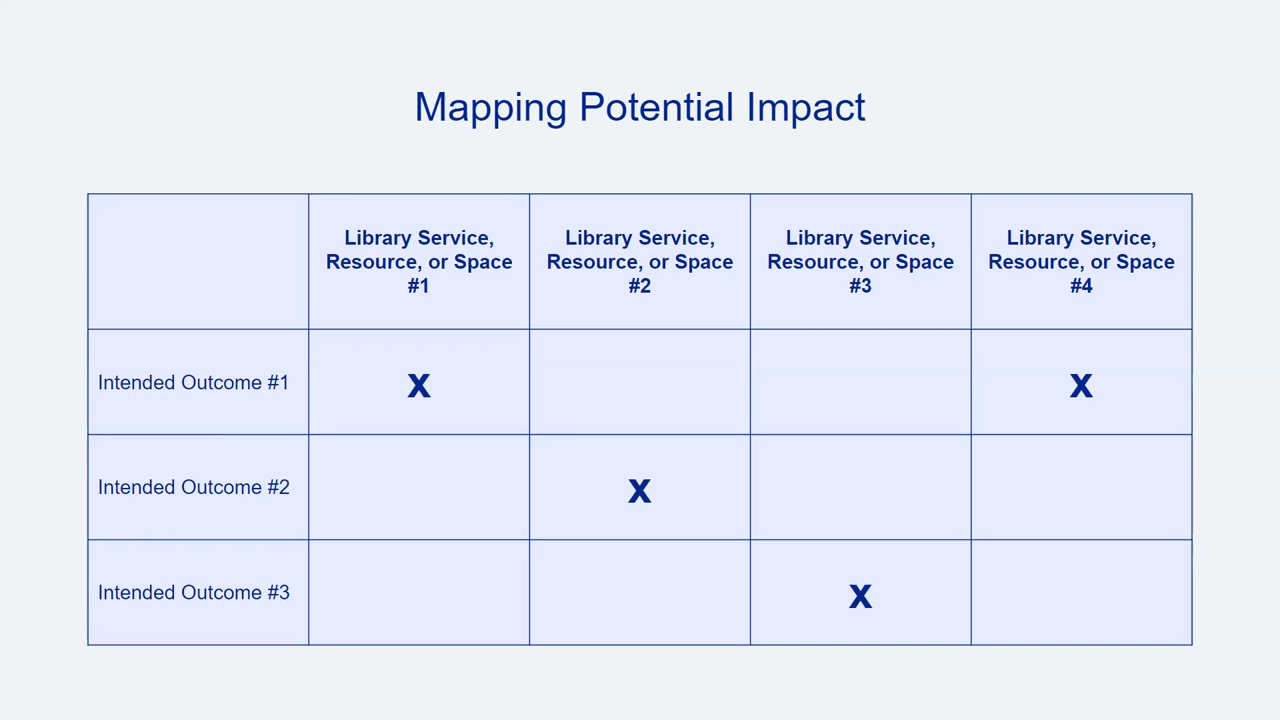 Mapping Potential Impact
Library Service,
Resource, or Space
#1
Library Service,
Resource, or Space
#2
Library Service,
Resource, or Space
#3
Library Service,
Resource, or Space
#4
Intended Outcome #1
x
x
Intended Outcome #2
x
Intended Outcome #3
x